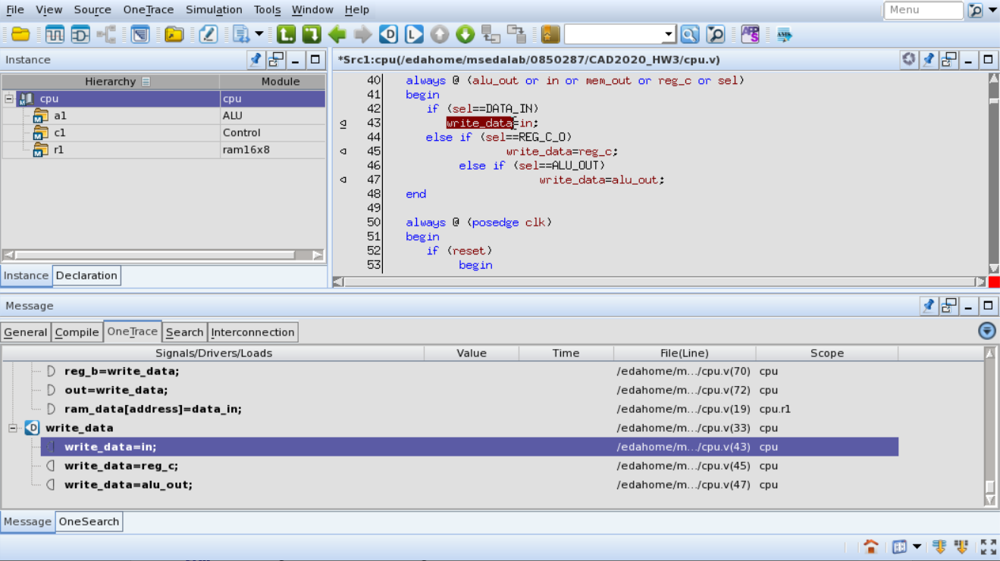 File View Source OneTrace Simulation Tools Window Help Menu
Instance
*Src1:cpu(/edahome/msedalab/0850287/CAD2020_HW3/cpu.v)
Hierarchy Module
cpu cpu
a1 ALU
c1 Control
r1 ram16x8
40 always @ (alu_out or in or mem_out or reg_c or sel)
41 begin
42 if (sel==DATA_IN)
43 write_data=in;
44 else if (sel==REG_C_O)
45 write_data=reg_c;
46 else if (sel==ALU_OUT)
47 write_data=alu_out;
48 end
49
50 always @ (posedge clk)
51 begin
52 if (reset)
53 begin
Instance Declaration
Message
General Compile OneTrace Search Interconnection
Signals/Drivers/Loads Value Time File(Line) Scope
reg_b=write_data; /edahome/m.../cpu.v(70) cpu
out=write_data; /edahome/m.../cpu.v(72) cpu
ram_data[address]=data_in; /edahome/m.../cpu.v(19) cpu.r1
D write_data /edahome/m.../cpu.v(33) cpu
write_data=in; /edahome/m.../cpu.v(43) cpu
write_data=reg_c; /edahome/m.../cpu.v(45) cpu
write_data=alu_out; /edahome/m.../cpu.v(47) cpu
Message OneSearch